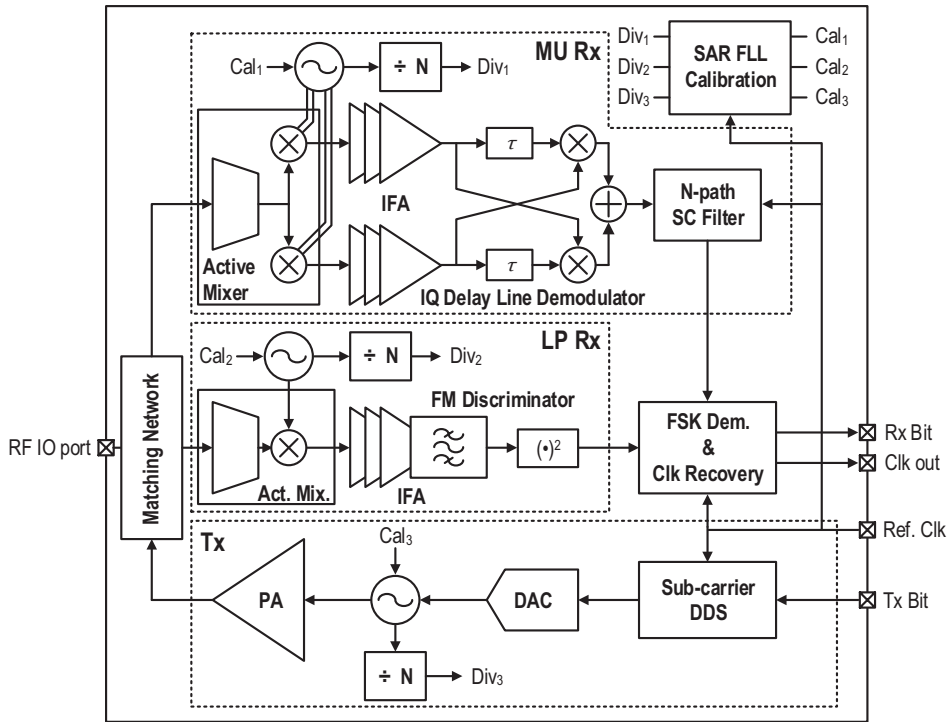 MU Rx
Cal1
÷ N
Div1
Div1
Div2
Div3
SAR FLL
Calibration
Cal1
Cal2
Cal3
τ
IFA
N-path
SC Filter
Active
Mixer
τ
IQ Delay Line Demodulator
LP Rx
Cal2
÷ N
Div2
FM Discriminator
Matching Network
RF IO port
(•)²
Act. Mix.
IFA
FSK Dem.
&
Clk Recovery
Rx Bit
Clk out
Ref. Clk
Tx
Cal3
PA
DAC
Sub-carrier
DDS
Tx Bit
÷ N
Div3